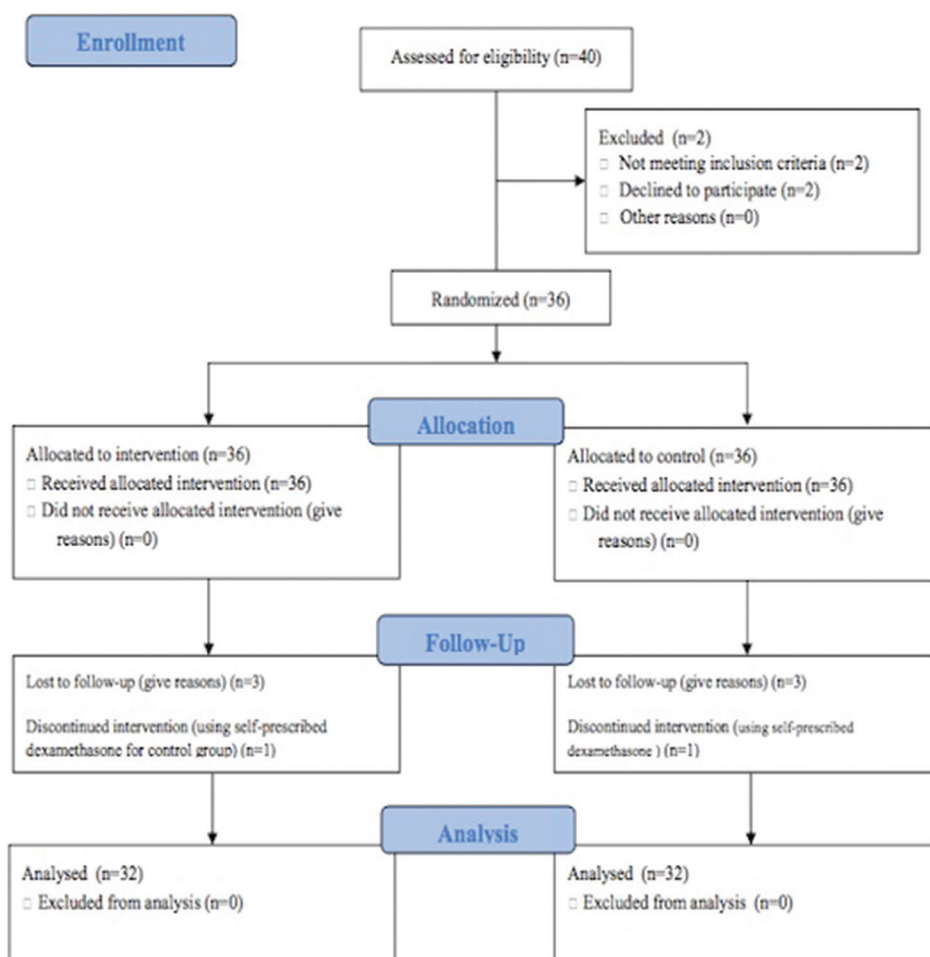 Enrollment
Assessed for eligibility (n=40)
Excluded (n=2)
Not meeting inclusion criteria (n=2)
Declined to participate (n=2)
Other reasons (n=0)
Randomized (n=36)
Allocation
Allocated to intervention (n=36)
Received allocated intervention (n=36)
Did not receive allocated intervention (give
reasons) (n=0)
Allocated to control (n=36)
Received allocated intervention (n=36)
Did not receive allocated intervention (give
reasons) (n=0)
Follow-Up
Lost to follow-up (give reasons) (n=3)
Discontinued intervention (using self-prescribed
dexamethasone for control group) (n=1)
Lost to follow-up (give reasons) (n=3)
Discontinued intervention (using self-prescribed
dexamethasone ) (n=1)
Analysis
Analysed (n=32)
Excluded from analysis (n=0)
Analysed (n=32)
Excluded from analysis (n=0)